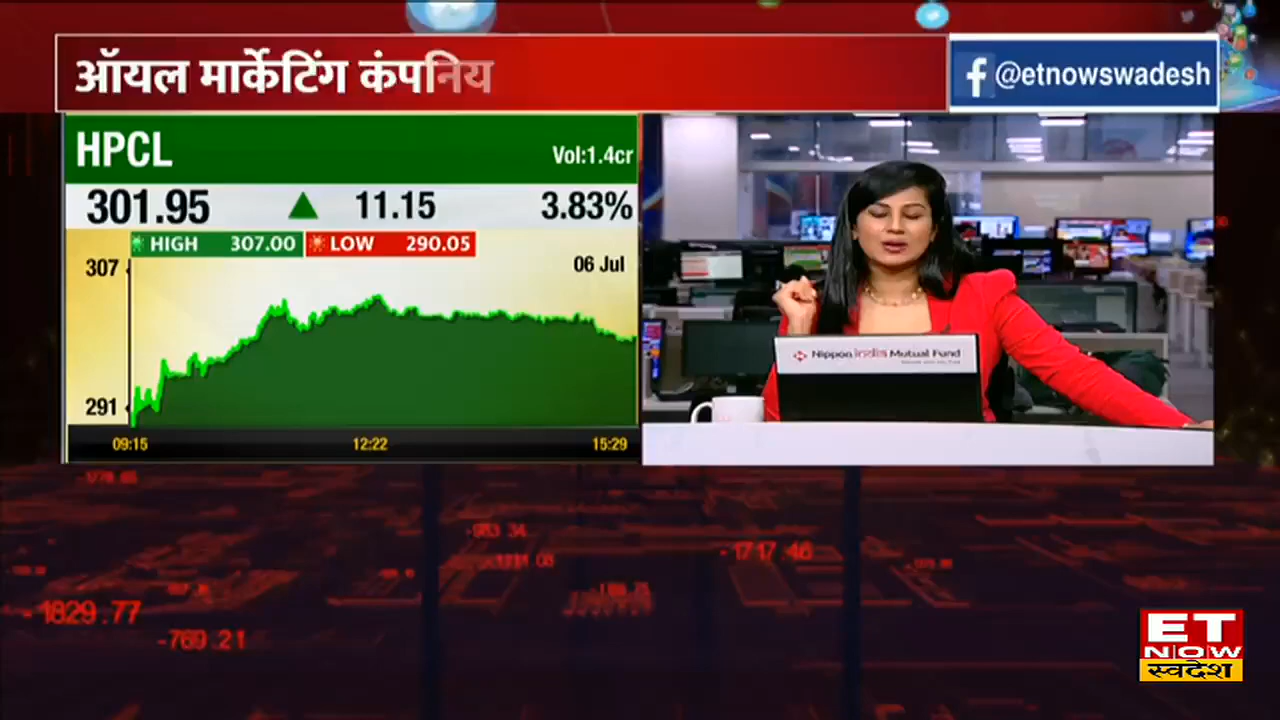 ऑयल मार्केटिंग कंपनिय
@etnowswadesh
HPCL
Vol:1.4cr
301.95 ▲ 11.15 3.83%
HIGH 307.00 LOW 290.05
307
06 Jul
291
09:15 12:22 15:29
Nippon india Mutual Fund
-1717.46
-1829.77
-769.21
ET
NOW
स्वदेश